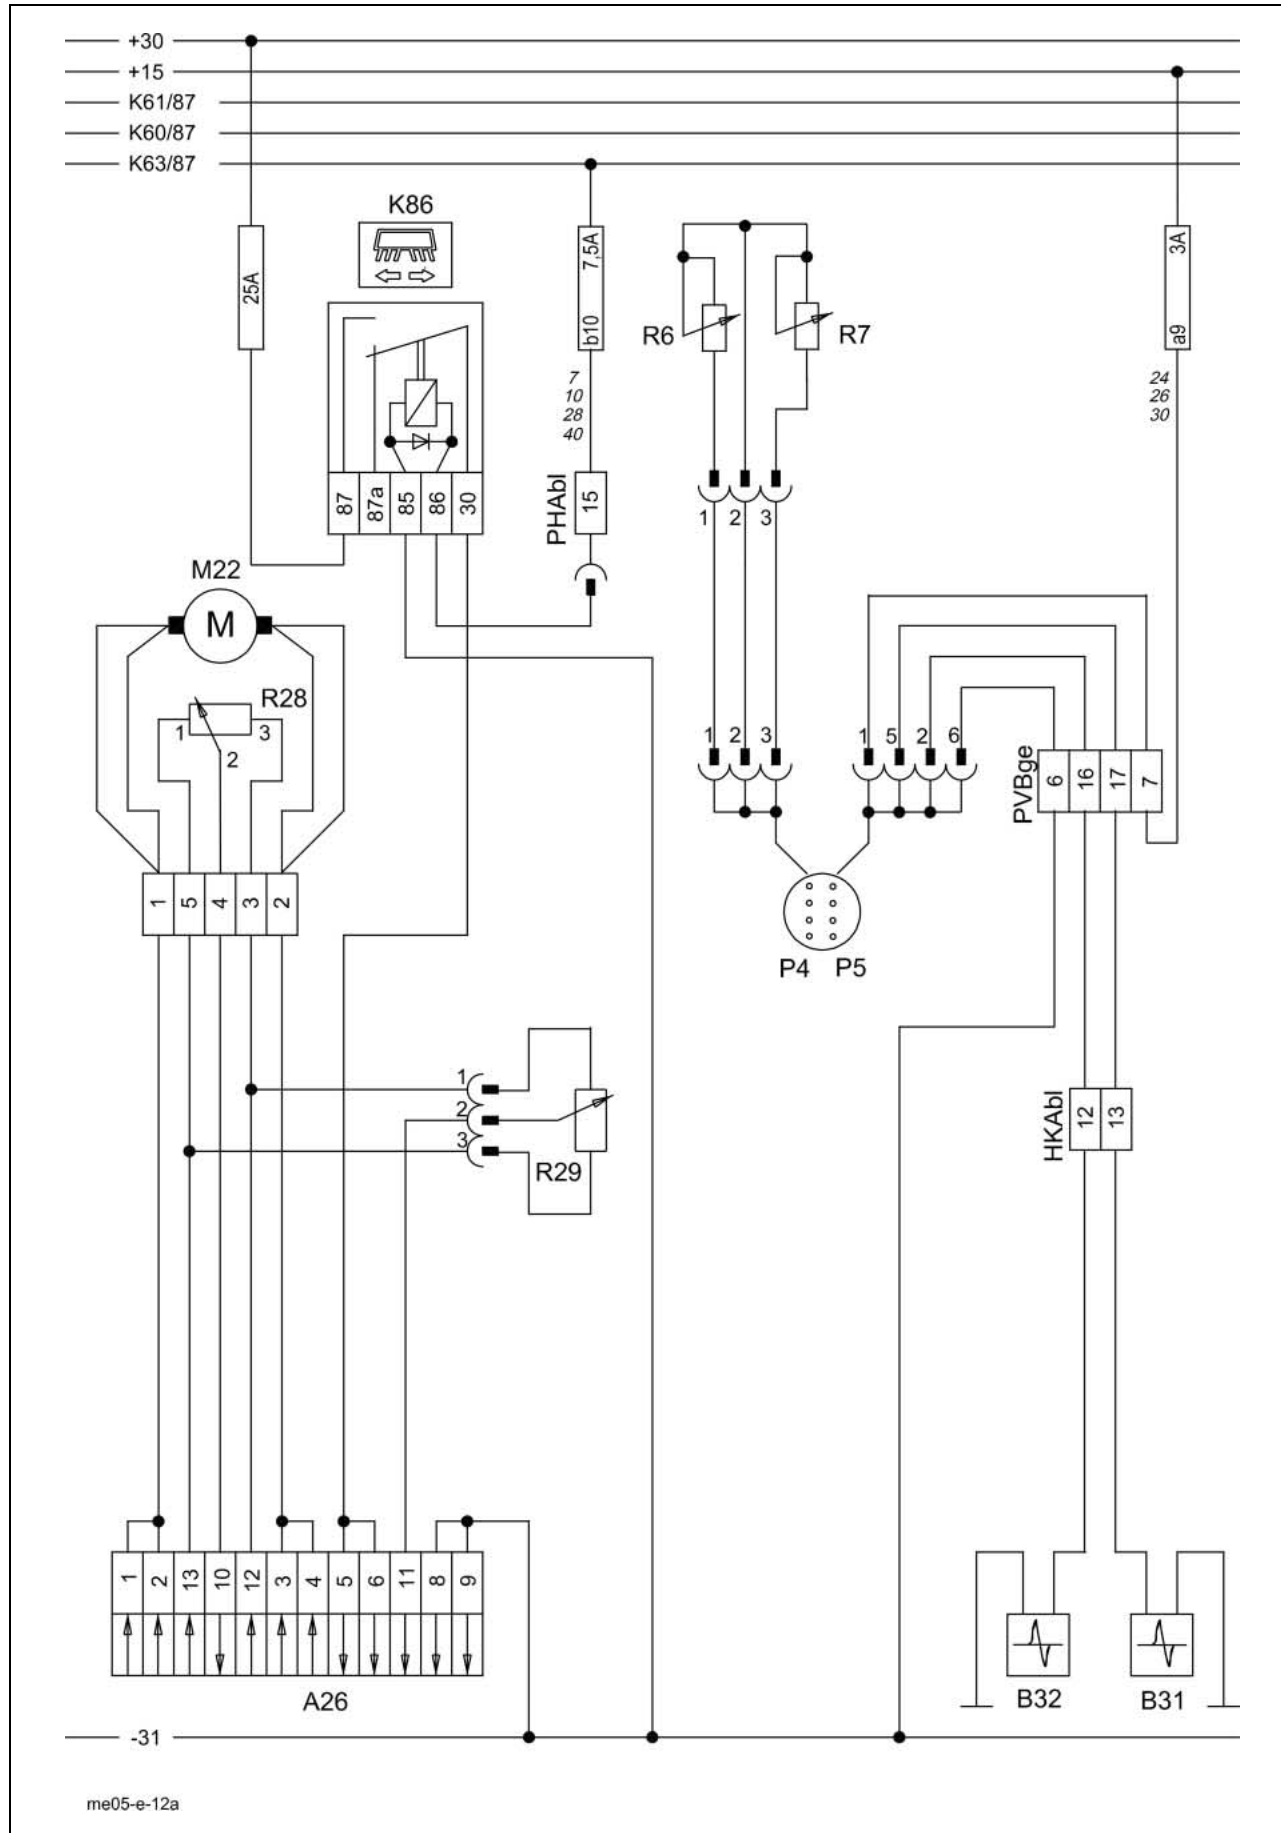 +30
+15
K61/87
K60/87
K63/87
K86
25A
7,5A
b10
3A
a9
R6
R7
7
10
28
40
24
26
30
87
87a
85
86
30
PHAbl
15
1
2
3
M22
M
R28
1
3
2
1
2
3
1
5
2
6
PVBge
6
16
17
7
1
5
4
3
2
P4
P5
1
2
3
R29
HKAbl
12
13
1
2
13
10
12
3
4
5
6
11
8
9
A26
B32
B31
-31
me05-e-12a